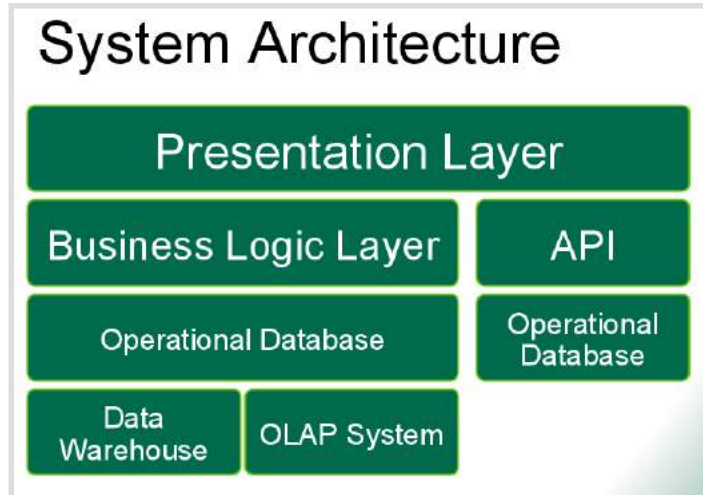 System Architecture
Presentation Layer
Business Logic Layer
API
Operational Database
Operational
Database
Data
Warehouse
OLAP System